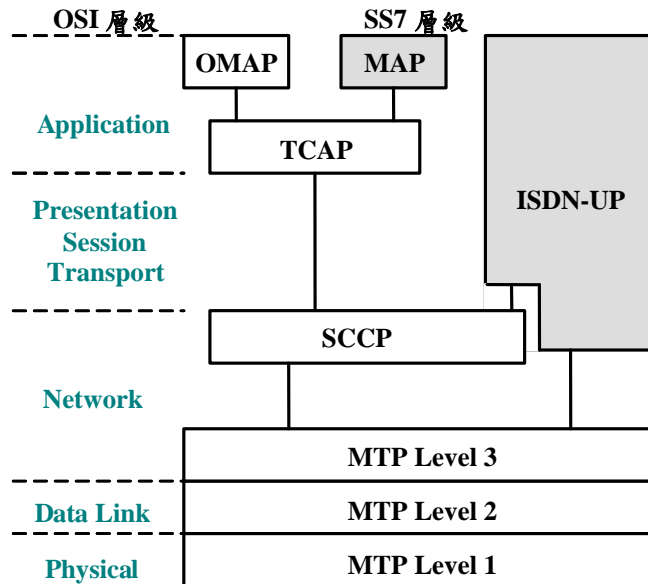 OSI 層級
SS7 層級
OMAP
MAP
Application
TCAP
Presentation
Session
Transport
ISDN-UP
SCCP
Network
MTP Level 3
Data Link
MTP Level 2
Physical
MTP Level 1